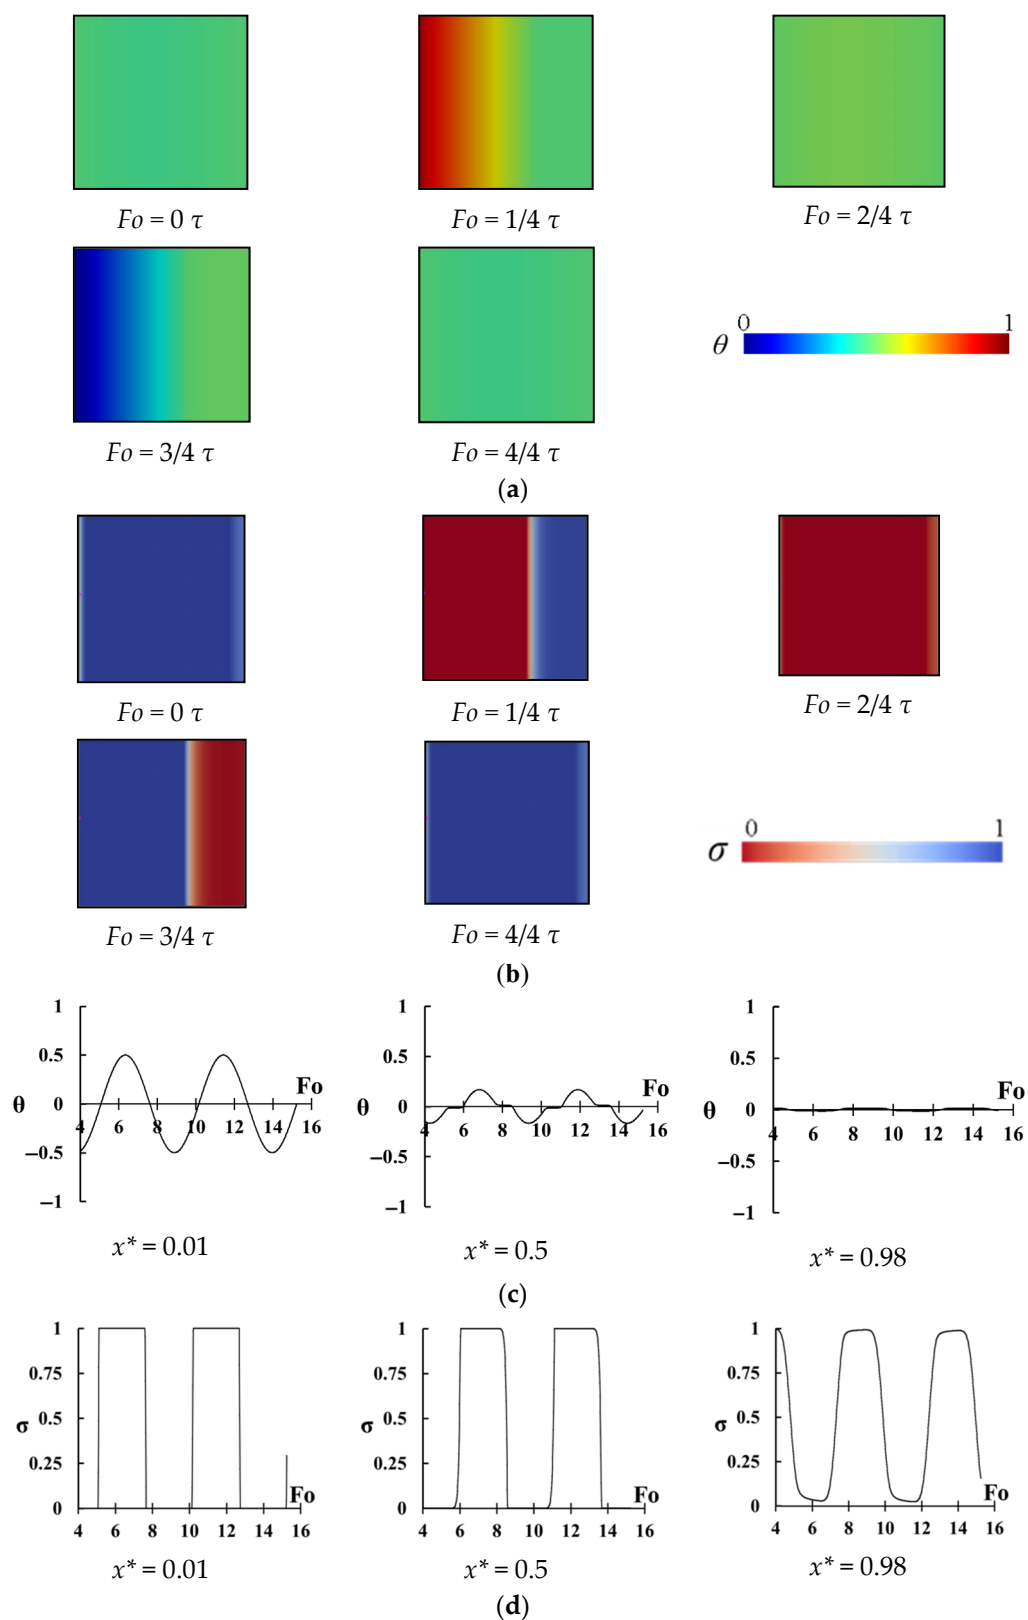 Fo = 0 τ
Fo = 1/4 τ
Fo = 2/4 τ
0 1
θ
Fo = 3/4 τ
Fo = 4/4 τ
(a)
Fo = 0 τ
Fo = 1/4 τ
Fo = 2/4 τ
0 1
σ
Fo = 3/4 τ
Fo = 4/4 τ
(b)
1
0.5
0
−0.5
−1
θ
Fo
4 6 8 10 12 14 16
x* = 0.01
1
0.5
0
−0.5
−1
θ
Fo
4 6 8 10 12 14 16
x* = 0.5
1
0.5
0
−0.5
−1
θ
Fo
4 6 8 10 12 14 16
x* = 0.98
(c)
1
0.75
0.5
0.25
0
σ
Fo
4 6 8 10 12 14 16
x* = 0.01
1
0.75
0.5
0.25
0
σ
Fo
4 6 8 10 12 14 16
x* = 0.5
1
0.75
0.5
0.25
0
σ
Fo
4 6 8 10 12 14 16
x* = 0.98
(d)